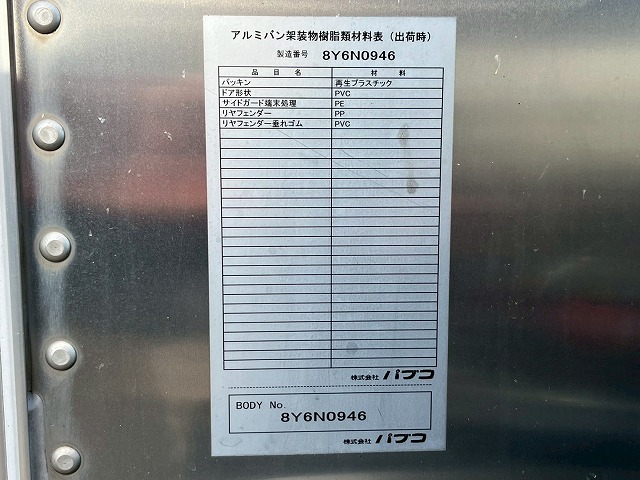 アルミバン架装物樹脂類材料表（出荷時）
製造番号 8Y6N0946
品目名 材料
パッキン 再生プラスチック
ドア形状 PVC
サイドガード端末処理 PE
リヤフェンダー PP
リヤフェンダー垂れゴム PVC
株式会社 パブコ
BODY No.
8Y6N0946
株式会社 パブコ